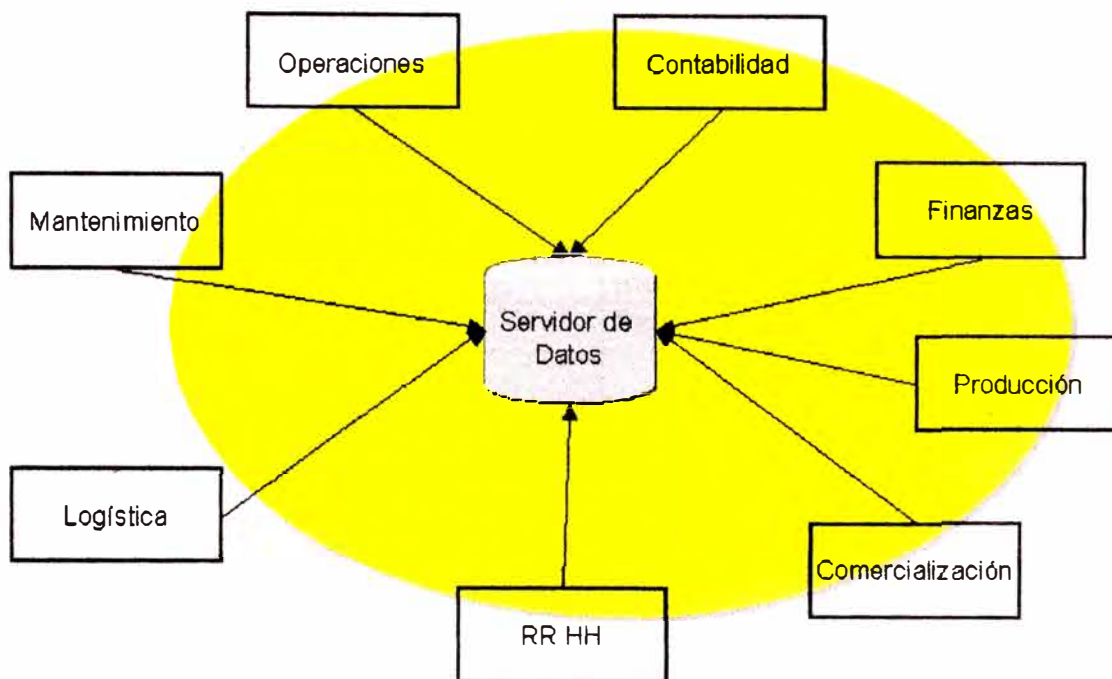 Operaciones
Contabilidad
Mantenimiento
Finanzas
Servidor de
Datos
Producción
Logística
Comercialización
RR HH